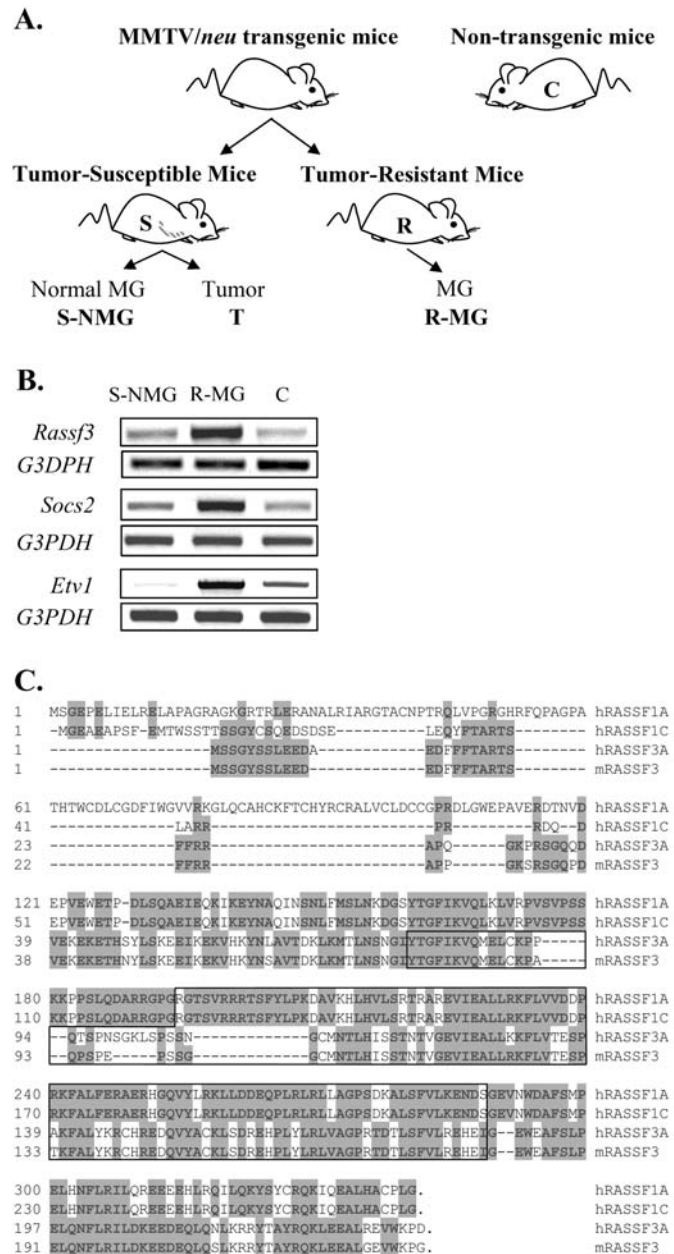 A.
MMTV/neu transgenic mice Non-transgenic mice
C
Tumor-Susceptible Mice Tumor-Resistant Mice
S R
Normal MG Tumor MG
S-NMG T R-MG
B.
S-NMG R-MG C
Rassf3
G3DPH
Socs2
G3PDH
Etv1
G3PDH
C.
1 MSGEPELIELRELAPAGRAGKGRTRLERANALRIARGTACNPTRQLVPGRGHRFQPAGPA hRASSF1A
1 -MGEAEAPSF-EMTWSSTTSSGYCSQEDSDSE----------LEQYFTARTS-------- hRASSF1C
1 ------------------MSSGYSSLEEDA------------EDFFFTARTS-------- hRASSF3A
1 ------------------MSSGYSSLEED-------------EDFFFTARTS-------- mRASSF3
61 THTWCDLCGDFIWGVVRKGLQCAHCKFTCHYRCRALVCLDCCGPRDLGWEPAVERDTNVD hRASSF1A
41 --------------LARR-------------------------PR---------RDQ--D hRASSF1C
23 --------------FFRR------------------------APQ------GKPRSGQQD hRASSF3A
22 --------------FFRR------------------------APP------GKSRSGQPD mRASSF3
121 EPVEWETP-DLSQAEIEQKIKEYNAQINSNLFMSLNKDGSYTGFIKVQLKLVRPVSVPSS hRASSF1A
51 EPVEWETP-DLSQAEIEQKIKEYNAQINSNLFMSLNKDGSYTGFIKVQLKLVRPVSVPSS hRASSF1C
39 VEKEKETHSYLSKEEIKEKVHKYNLAVTDKLKMTLNSNGIYTGFIKVQMELCKPP----- hRASSF3A
38 VEKEKETHNYLSKEEIKEKVHKYNSAVTDKLKMTLNSNGIYTGFIKVQMELCKPA----- mRASSF3
180 KKPPSLQDARRGPGRGTSVRRRTSFYLPKDAVKHLHVLSRTRAREVIEALLRKFLVVDDP hRASSF1A
110 KKPPSLQDARRGPGRGTSVRRRTSFYLPKDAVKHLHVLSRTRAREVIEALLRKFLVVDDP hRASSF1C
94 --QTSPNSGKLSPSSN-------------GCMNTLHISSTNTVGEVIEALLKKFLVTESP hRASSF3A
93 --QPSPE----PSSG--------------GCMNTLHISSTNTVGEVIEALLRKFLVTESP mRASSF3
240 RKFALFERAERHGQVYLRKLLDDEQPLRLRLLAGPSDKALSFVLKENDSGEVNWDAFSMP hRASSF1A
170 RKFALFERAERHGQVYLRKLLDDEQPLRLRLLAGPSDKALSFVLKENDSGEVNWDAFSMP hRASSF1C
139 AKFALYKRCHREDQVYACKLSDREHPLYLRLVAGPRTDTLSFVLREHEIG--EWEAFSLP hRASSF3A
133 TKFALYKRCHREDQVYACKLSDREHPLYLRLVAGPRTDTLSFVLREHEIG--EWEAFSLP mRASSF3
300 ELHNFLRILQREEEEHLRQILQKYSYCRQKIQEALHACPLG. hRASSF1A
230 ELHNFLRILQREEEEHLRQILQKYSYCRQKIQEALHACPLG. hRASSF1C
197 ELQNFLRILDKEEDEQLQNLKRRYTAYRQKLEEALREVWKPD. hRASSF3A
191 ELQNFLRILDKEEDEQLQSLKRRYTAYRQKLEEALGEVWKPG. mRASSF3